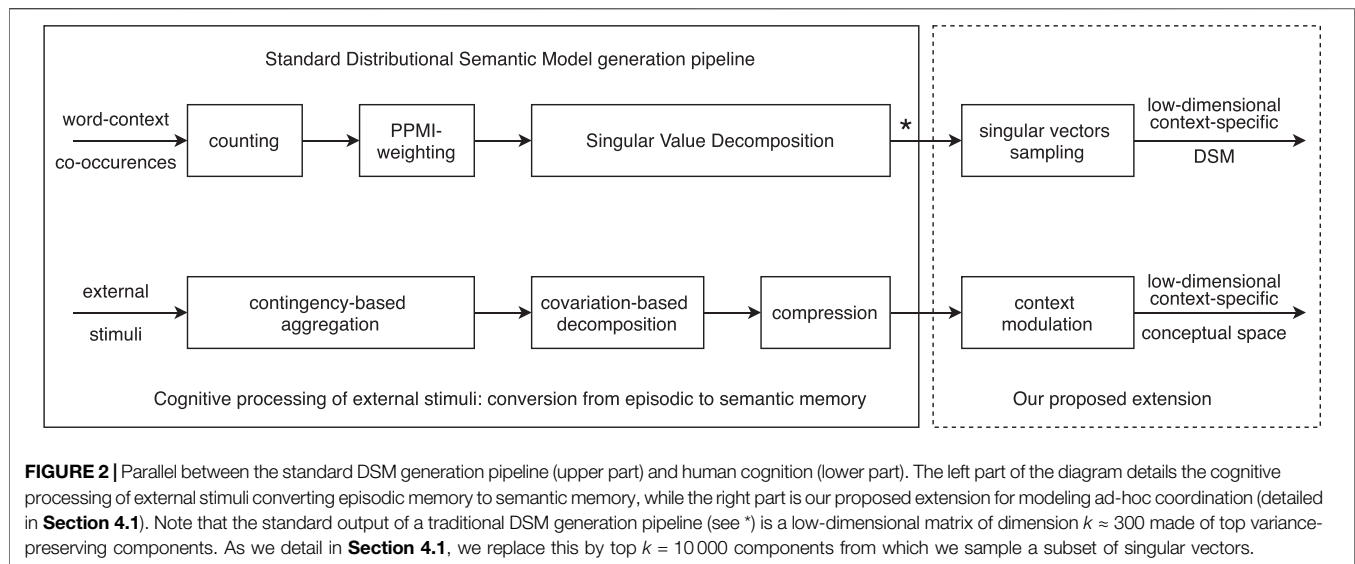 Standard Distributional Semantic Model generation pipeline
word-context
co-occurences
counting
PPMI-
weighting
Singular Value Decomposition
*
singular vectors
sampling
low-dimensional
context-specific
DSM
external
stimuli
contingency-based
aggregation
covariation-based
decomposition
compression
context
modulation
low-dimensional
context-specific
conceptual space
Cognitive processing of external stimuli: conversion from episodic to semantic memory
Our proposed extension
FIGURE 2 | Parallel between the standard DSM generation pipeline (upper part) and human cognition (lower part). The left part of the diagram details the cognitive
processing of external stimuli converting episodic memory to semantic memory, while the right part is our proposed extension for modeling ad-hoc coordination (detailed
in Section 4.1). Note that the standard output of a traditional DSM generation pipeline (see *) is a low-dimensional matrix of dimension k ≈ 300 made of top variance-
preserving components. As we detail in Section 4.1, we replace this by top k = 10 000 components from which we sample a subset of singular vectors.